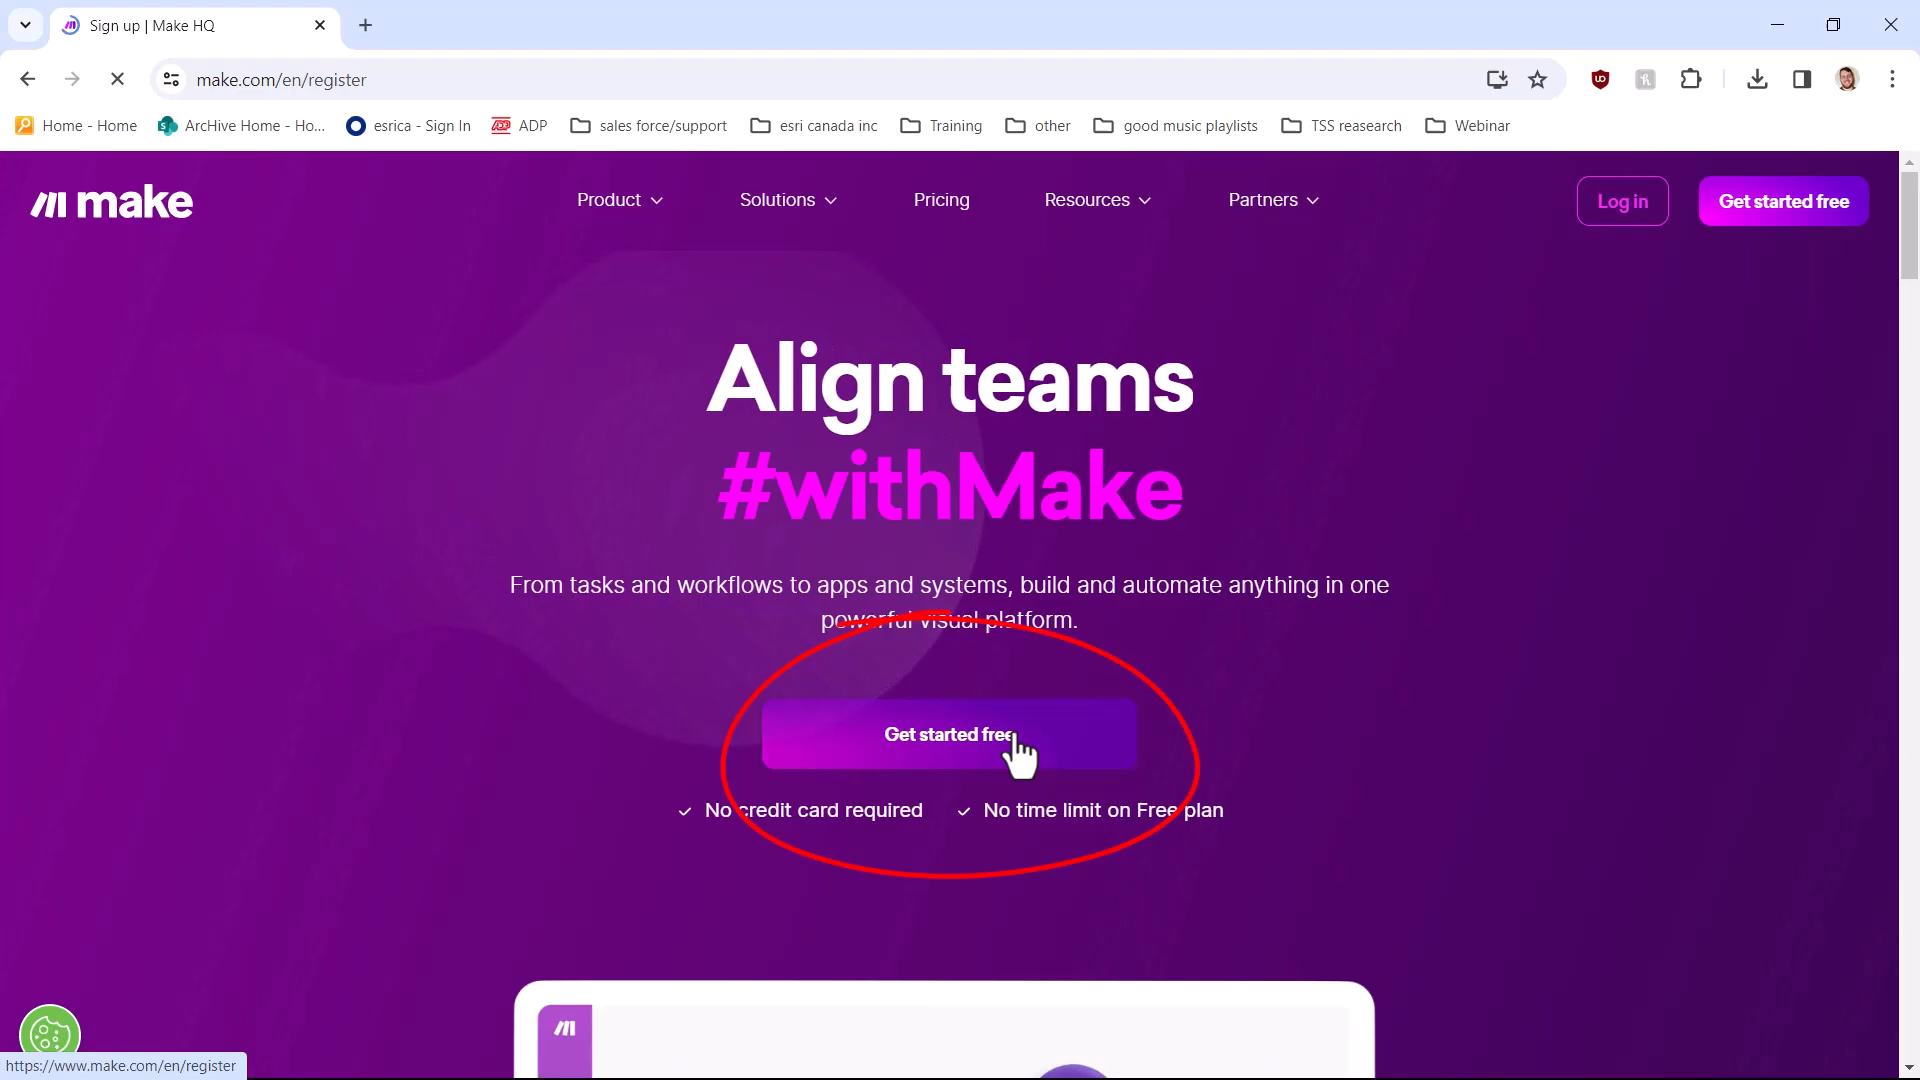 Sign up | Make HQ
make.com/en/register
Home - Home
ArcHive Home - Ho...
esrica - Sign In
ADP
sales force/support
esri canada inc
Training
other
good music playlists
TSS reasearch
Webinar
make
Product
Solutions
Pricing
Resources
Partners
Log in
Get started free
Align teams
#withMake
From tasks and workflows to apps and systems, build and automate anything in one
powerful visual platform.
Get started free
No credit card required
No time limit on Free plan
https://www.make.com/en/register